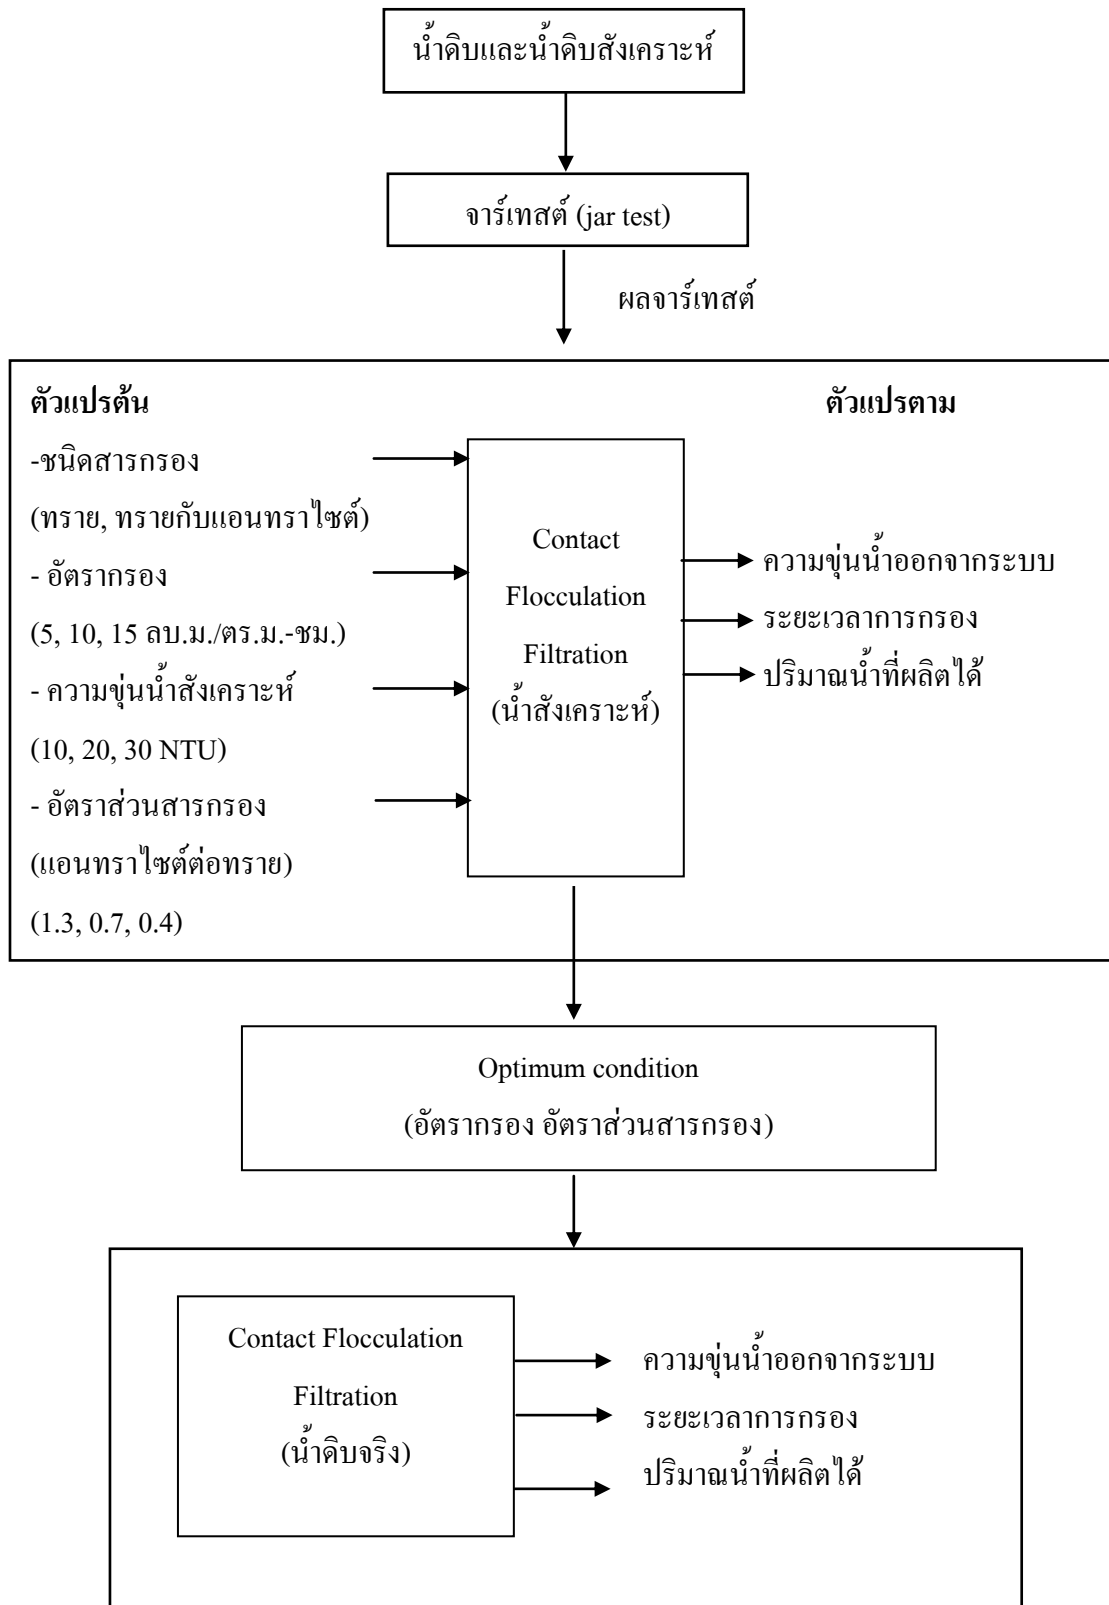 น้ำดิบและน้ำดิบสังเคราะห์
จาร์เทสต์ (jar test)
ผลจาร์เทสต์
ตัวแปรต้น
-ชนิดสารกรอง
(ทราย, ทรายกับแอนทราไซต์)
- อัตรากรอง
(5, 10, 15 ลบ.ม./ตร.ม.-ชม.)
- ความขุ่นน้ำสังเคราะห์
(10, 20, 30 NTU)
- อัตราส่วนสารกรอง
(แอนทราไซต์ต่อทราย)
(1.3, 0.7, 0.4)
Contact
Flocculation
Filtration
(น้ำสังเคราะห์)
ตัวแปรตาม
ความขุ่นน้ำออกจากระบบ
ระยะเวลาการกรอง
ปริมาณน้ำที่ผลิตได้
Optimum condition
(อัตรากรอง อัตราส่วนสารกรอง)
Contact Flocculation
Filtration
(น้ำดิบจริง)
ความขุ่นน้ำออกจากระบบ
ระยะเวลาการกรอง
ปริมาณน้ำที่ผลิตได้